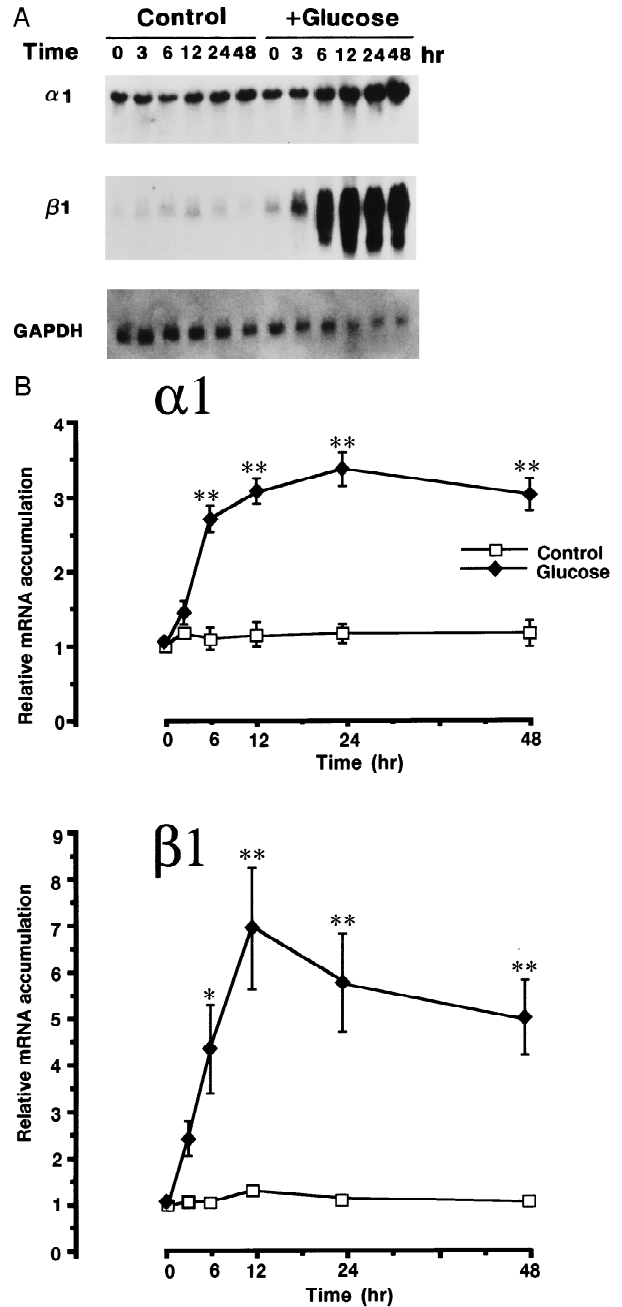 A
Control +Glucose
Time 0 3 6 12 24 48 0 3 6 12 24 48 hr
α1
β1
GAPDH
B
α1
4
3
2
1
0
Relative mRNA accumulation
** ** ** **
Control
Glucose
0 6 12 24 48
Time (hr)
β1
9
8
7
6
5
4
3
2
1
0
Relative mRNA accumulation
* ** ** **
0 6 12 24 48
Time (hr)